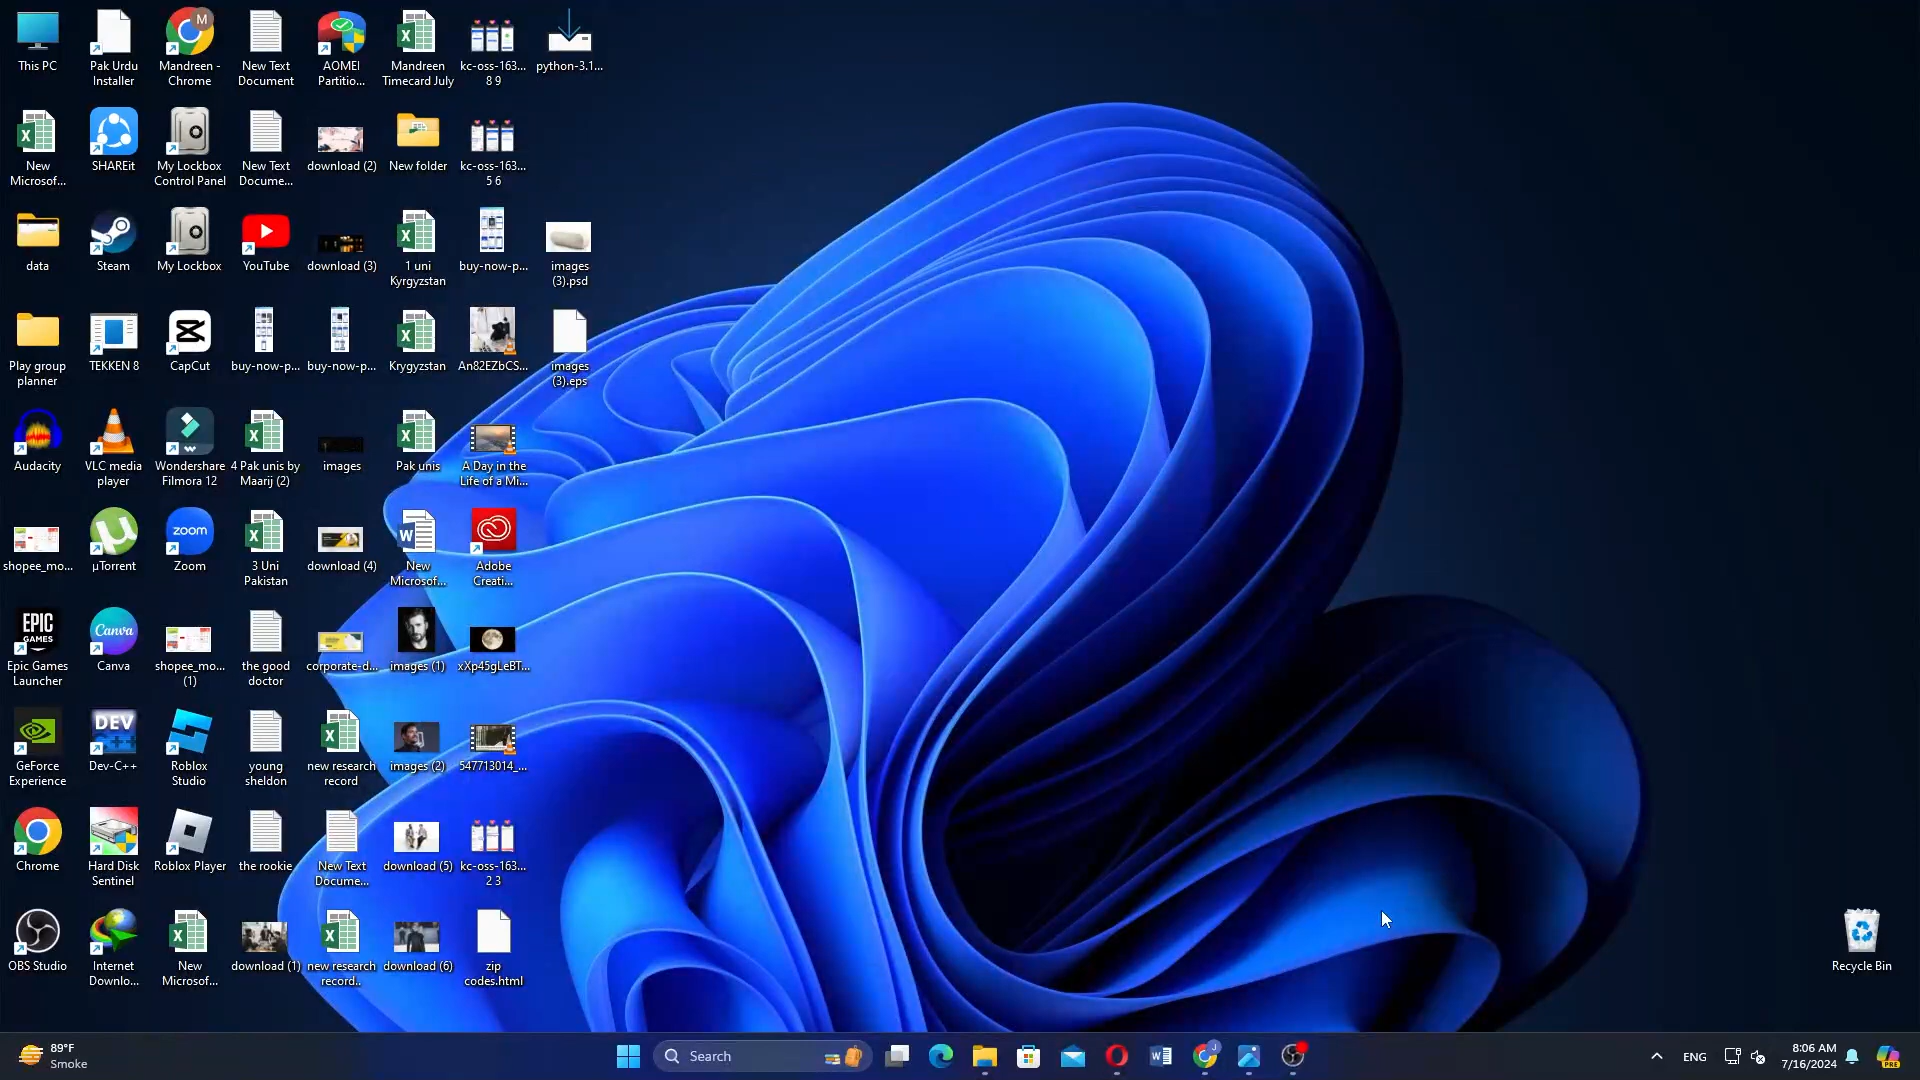 This PC
Pak Urdu
Installer
Mandreen -
Chrome
New Text
Document
AOMEI
Partitio...
Mandreen
Timecard July
kc-oss-163...
8 9
python-3.1...
New
Microsof...
SHAREit
My Lockbox
Control Panel
New Text
Docume...
download (2)
New folder
kc-oss-163...
5 6
data
Steam
My Lockbox
YouTube
download (3)
1 uni
Kyrgyzstan
buy-now-p...
images
(3).psd
Play group
planner
TEKKEN 8
CapCut
buy-now-p...
buy-now-p...
Krygyzstan
An82EZbCS...
images
(3).eps
Audacity
VLC media
player
Wondershare
Filmora 12
4 Pak unis by
Maarij (2)
images
Pak unis
A Day in the
Life of a Mi...
shopee_mo...
µTorrent
zoom
Zoom
3 Uni
Pakistan
download (4)
New
Microsof...
Adobe
Creati...
EPIC
GAMES
Epic Games
Launcher
Canva
Canva
shopee_mo...
(1)
the good
doctor
corporate-d...
images (1)
xXp45gLeBT...
GeForce
Experience
DEV
C++
Dev-C++
Roblox
Studio
young
sheldon
new research
record
images (2)
547713014_...
Chrome
Hard Disk
Sentinel
Roblox Player
the rookie
New Text
Docume...
download (5)
kc-oss-163...
2 3
OBS Studio
Internet
Downlo...
New
Microsof...
download (1)
new research
record..
download (6)
zip
codes.html
Recycle Bin
89°F
Smoke
Search
ENG
8:06 AM
7/16/2024
PRE